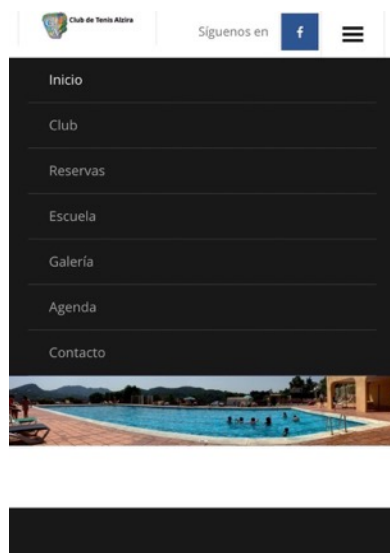 Club de Tenis Alzira
Síguenos en
f
Inicio
Club
Reservas
Escuela
Galería
Agenda
Contacto